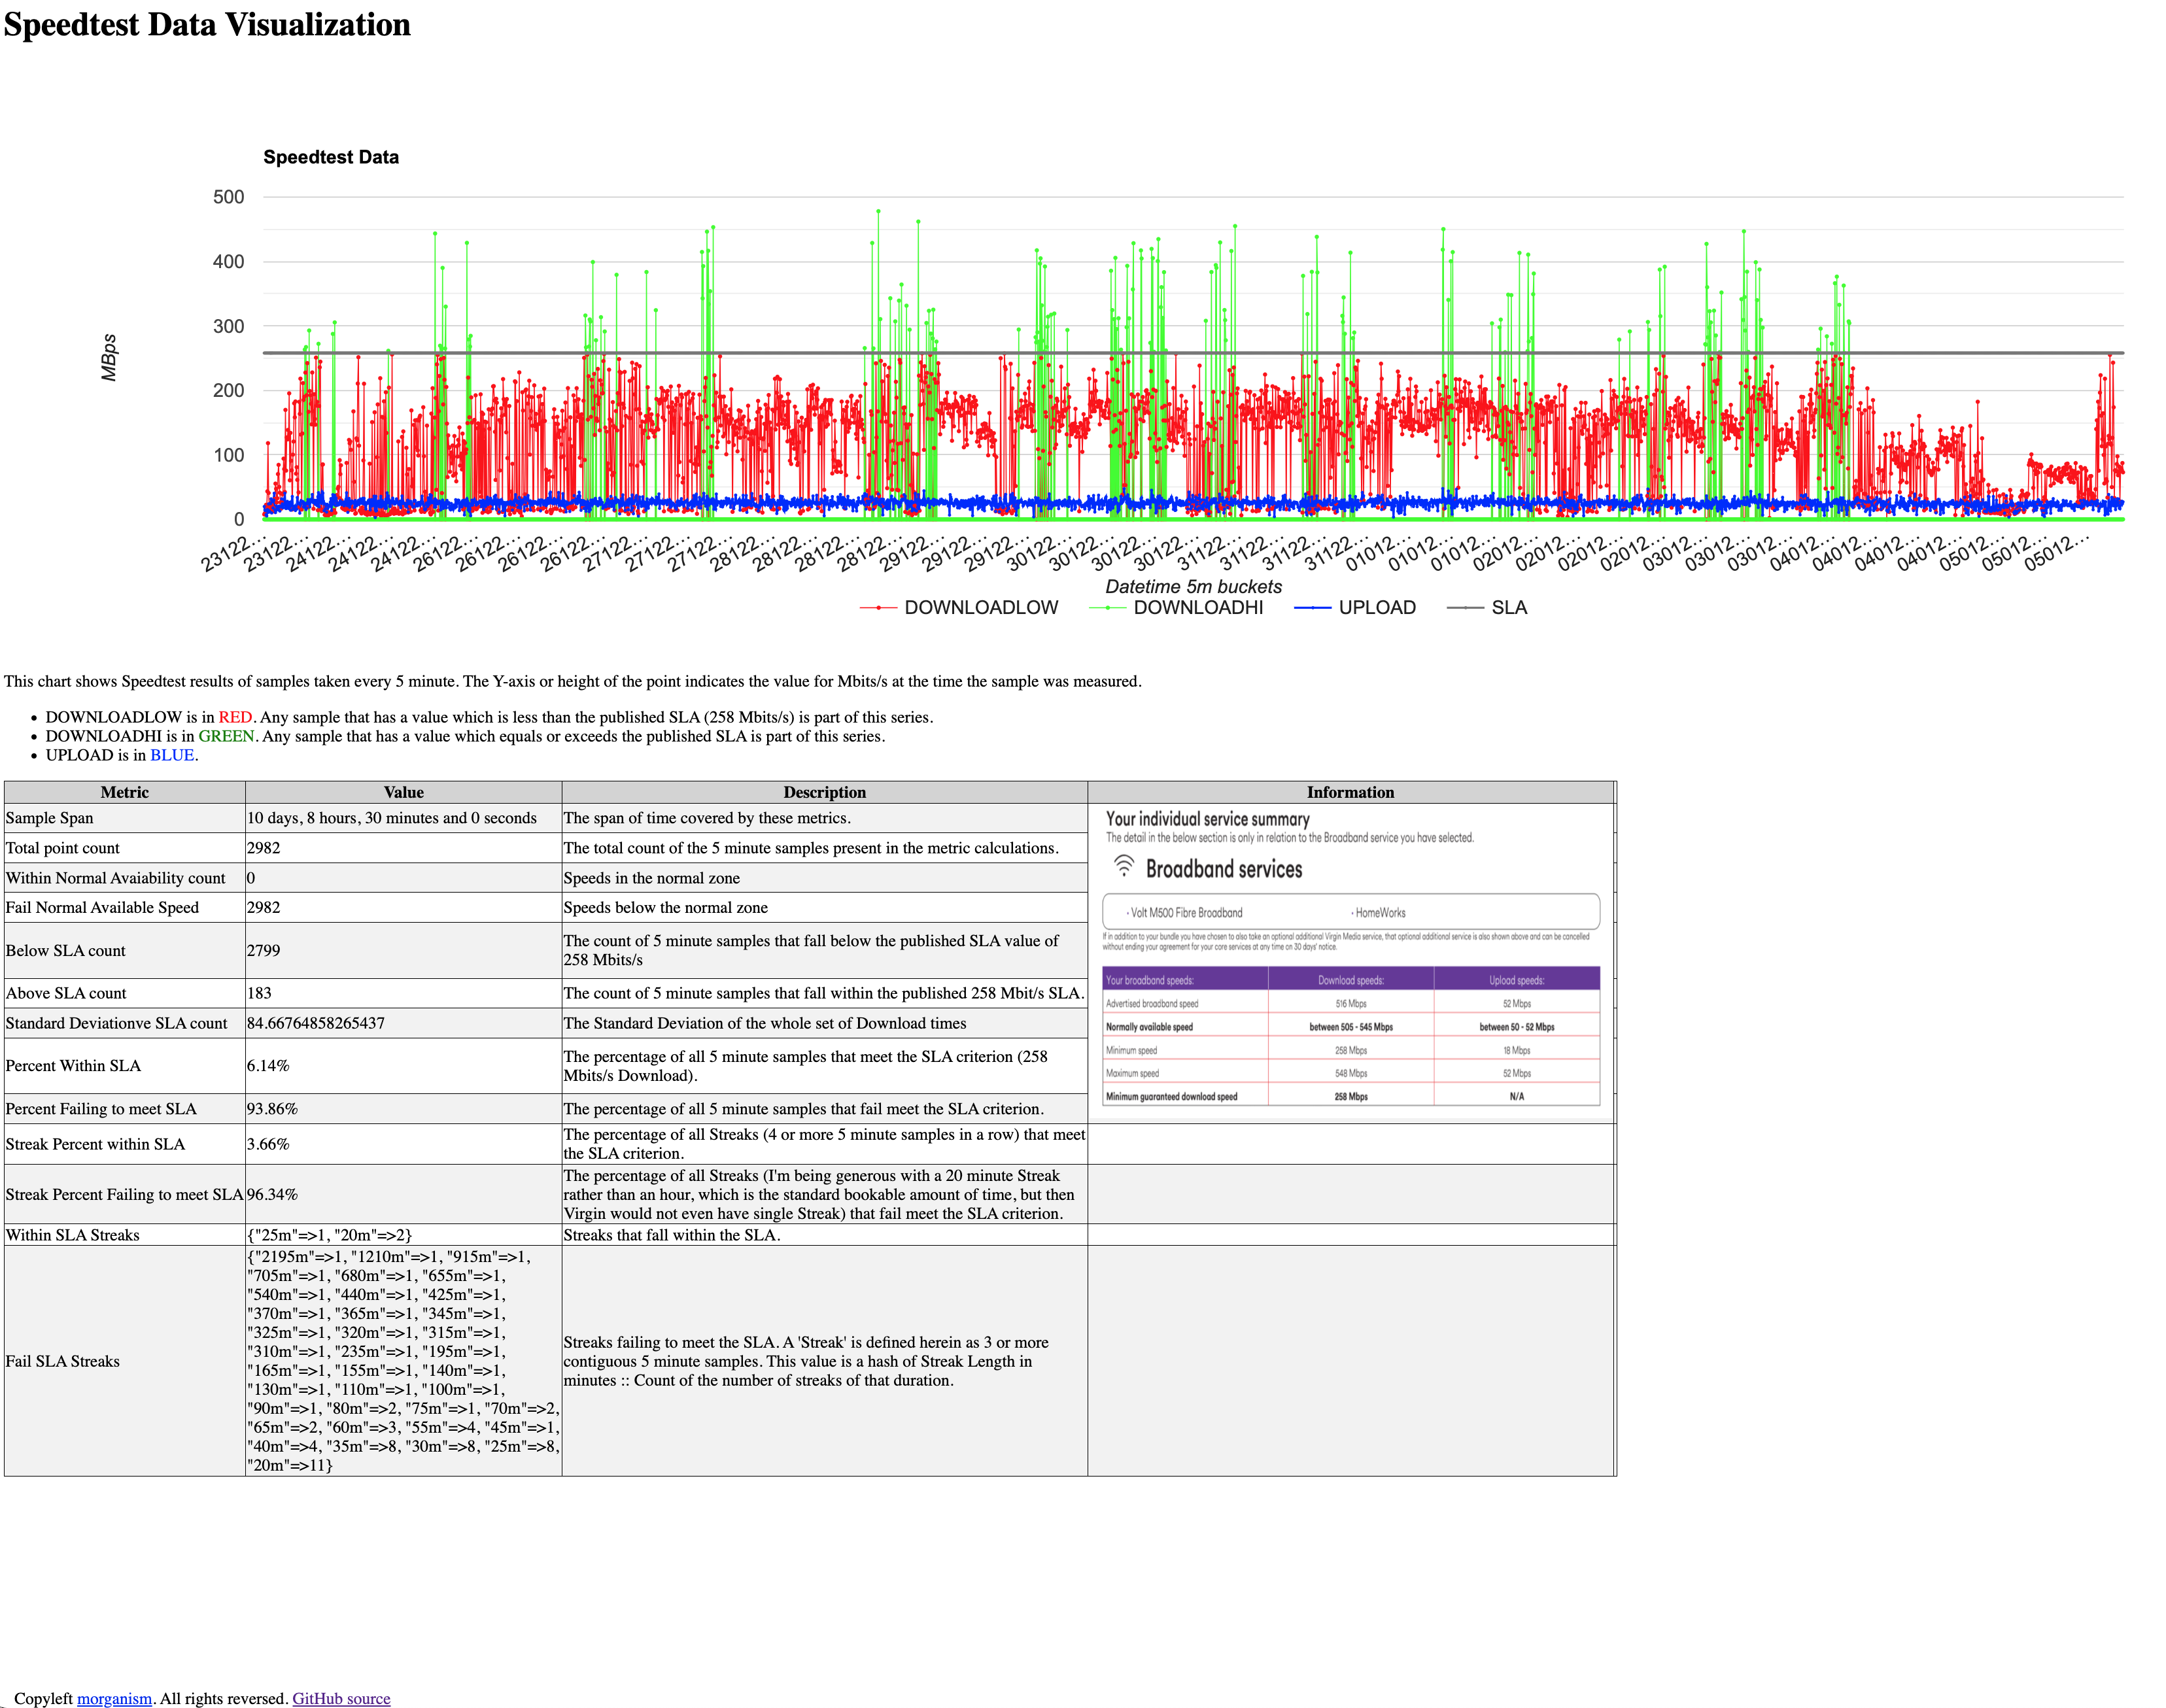 Speedtest Data Visualization
Speedtest Data
500
400
300
200
100
0
MBps
23122...
23122...
24122...
24122...
24122...
26122...
26122...
26122...
26122...
27122...
27122...
27122...
28122...
28122...
28122...
28122...
29122...
29122...
29122...
30122...
30122...
30122...
30122...
31122...
31122...
31122...
31122...
01012...
01012...
01012...
02012...
02012...
02012...
02012...
03012...
03012...
03012...
04012...
04012...
04012...
04012...
05012...
05012...
05012...
Datetime 5m buckets
DOWNLOADLOW DOWNLOADHI UPLOAD SLA
This chart shows Speedtest results of samples taken every 5 minute. The Y-axis or height of the point indicates the value for Mbits/s at the time the sample was measured.
• DOWNLOADLOW is in RED. Any sample that has a value which is less than the published SLA (258 Mbits/s) is part of this series.
• DOWNLOADHI is in GREEN. Any sample that has a value which equals or exceeds the published SLA is part of this series.
• UPLOAD is in BLUE.
Metric Value Description Information
Sample Span 10 days, 8 hours, 30 minutes and 0 seconds The span of time covered by these metrics.
Total point count 2982 The total count of the 5 minute samples present in the metric calculations.
Within Normal Avaiability count 0 Speeds in the normal zone
Fail Normal Available Speed 2982 Speeds below the normal zone
Below SLA count 2799 The count of 5 minute samples that fall below the published SLA value of
258 Mbits/s
Above SLA count 183 The count of 5 minute samples that fall within the published 258 Mbit/s SLA.
Standard Deviationve SLA count 84.66764858265437 The Standard Deviation of the whole set of Download times
Percent Within SLA 6.14% The percentage of all 5 minute samples that meet the SLA criterion (258
Mbits/s Download).
Percent Failing to meet SLA 93.86% The percentage of all 5 minute samples that fail meet the SLA criterion.
Your individual service summary
The detail in the below section is only in relation to the Broadband service you have selected.
Broadband services
· Volt M500 Fibre Broadband · HomeWorks
If in addition to your bundle you have chosen to also take an optional additional Virgin Media service, that optional additional service is also shown above and can be cancelled
without ending your agreement for your core services at any time on 30 days' notice.
Your broadband speeds: Download speeds: Upload speeds:
Advertised broadband speed 516 Mbps 52 Mbps
Normally available speed between 505 - 545 Mbps between 50 - 52 Mbps
Minimum speed 258 Mbps 18 Mbps
Maximum speed 548 Mbps 52 Mbps
Minimum guaranteed download speed 258 Mbps N/A
Streak Percent within SLA 3.66% The percentage of all Streaks (4 or more 5 minute samples in a row) that meet
the SLA criterion.
Streak Percent Failing to meet SLA 96.34% The percentage of all Streaks (I'm being generous with a 20 minute Streak
rather than an hour, which is the standard bookable amount of time, but then
Virgin would not even have single Streak) that fail meet the SLA criterion.
Within SLA Streaks {"25m"=>1, "20m"=>2} Streaks that fall within the SLA.
Fail SLA Streaks
{"2195m"=>1, "1210m"=>1, "915m"=>1,
"705m"=>1, "680m"=>1, "655m"=>1,
"540m"=>1, "440m"=>1, "425m"=>1,
"370m"=>1, "365m"=>1, "345m"=>1,
"325m"=>1, "320m"=>1, "315m"=>1,
"310m"=>1, "235m"=>1, "195m"=>1,
"165m"=>1, "155m"=>1, "140m"=>1,
"130m"=>1, "110m"=>1, "100m"=>1,
"90m"=>1, "80m"=>2, "75m"=>1, "70m"=>2,
"65m"=>2, "60m"=>3, "55m"=>4, "45m"=>1,
"40m"=>4, "35m"=>8, "30m"=>8, "25m"=>8,
"20m"=>11}
Streaks failing to meet the SLA. A 'Streak' is defined herein as 3 or more
contiguous 5 minute samples. This value is a hash of Streak Length in
minutes :: Count of the number of streaks of that duration.
Copyleft morganism. All rights reversed. GitHub source